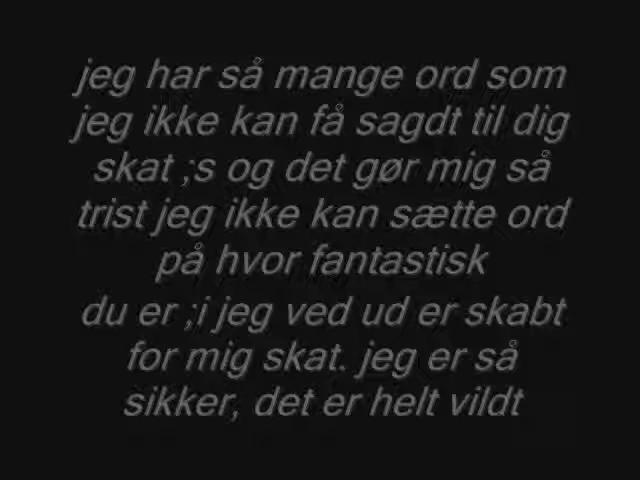 jeg har så mange ord som
jeg ikke kan få sagdt til dig
skat ;s og det gør mig så
trist jeg ikke kan sætte ord
på hvor fantastisk
du er ;i jeg ved ud er skabt
for mig skat. jeg er så
sikker, det er helt vildt